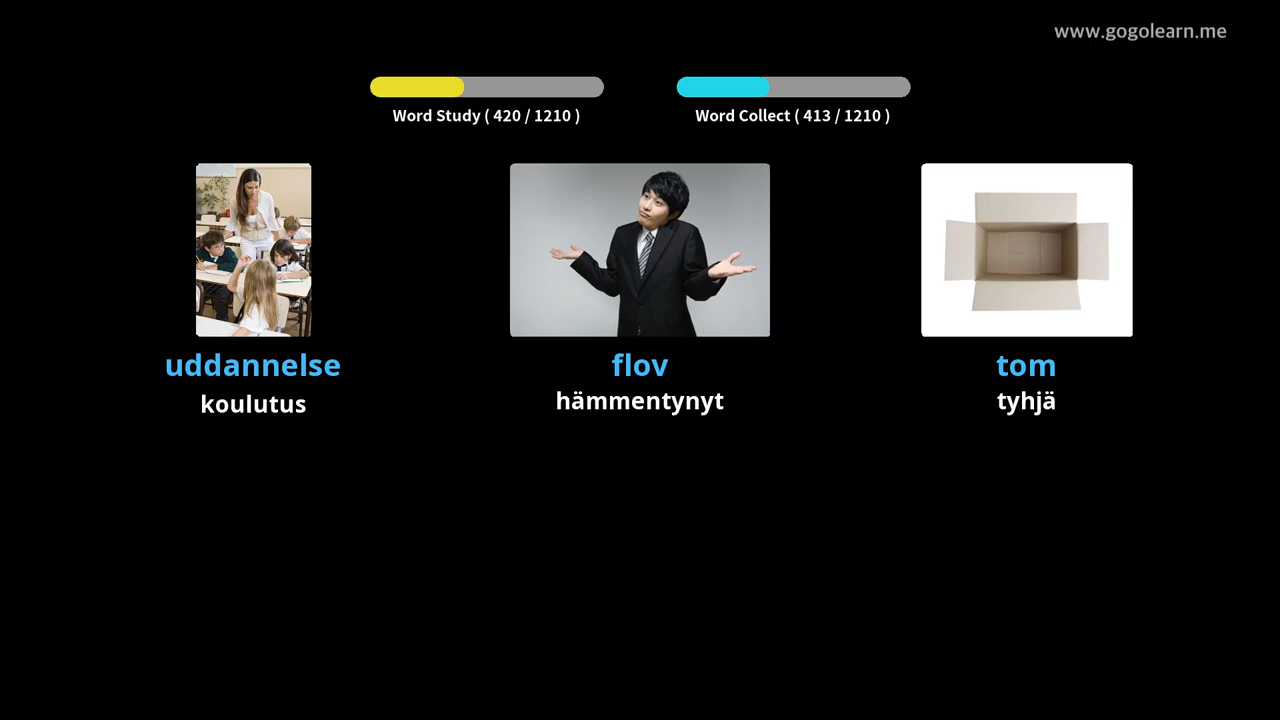 www.gogolearn.me
Word Study ( 420 / 1210 )
Word Collect ( 413 / 1210 )
uddannelse
koulutus
flov
hämmentynyt
tom
tyhjä